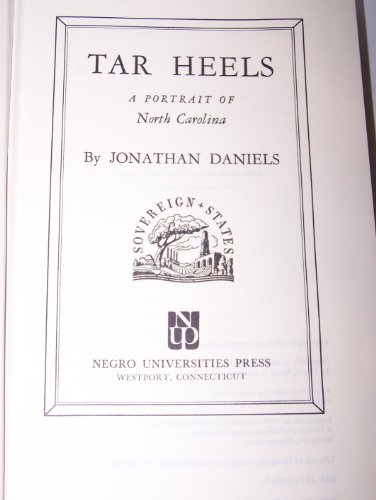 TAR HEELS
A PORTRAIT OF
North Carolina
By JONATHAN DANIELS
SOVEREIGN + STATES
NUP
NEGRO UNIVERSITIES PRESS
WESTPORT, CONNECTICUT